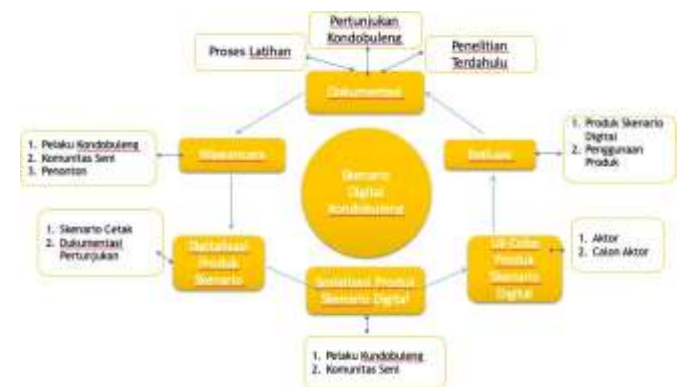 Pertunjukan
Kondobuleng
Proses Latihan
Penelitian
Terdahulu
Dokumentasi
1. Pelaku Kondobuleng
2. Komunitas Seni
3. Penonton
Wawancara
Evaluasi
1. Produk Skenario
Digital
2. Penggunaan
Produk
Skenario
Digital
Kondobuleng
1. Skenario Cetak
2. Dokumentasi
Pertunjukan
Digitalisasi
Produk
Skenario
Sosialisasi Produk
Skenario Digital
Uji Coba
Produk
Skenario
Digital
1. Aktor
2. Calon Aktor
1. Pelaku Kundobuleng
2. Komunitas Seni